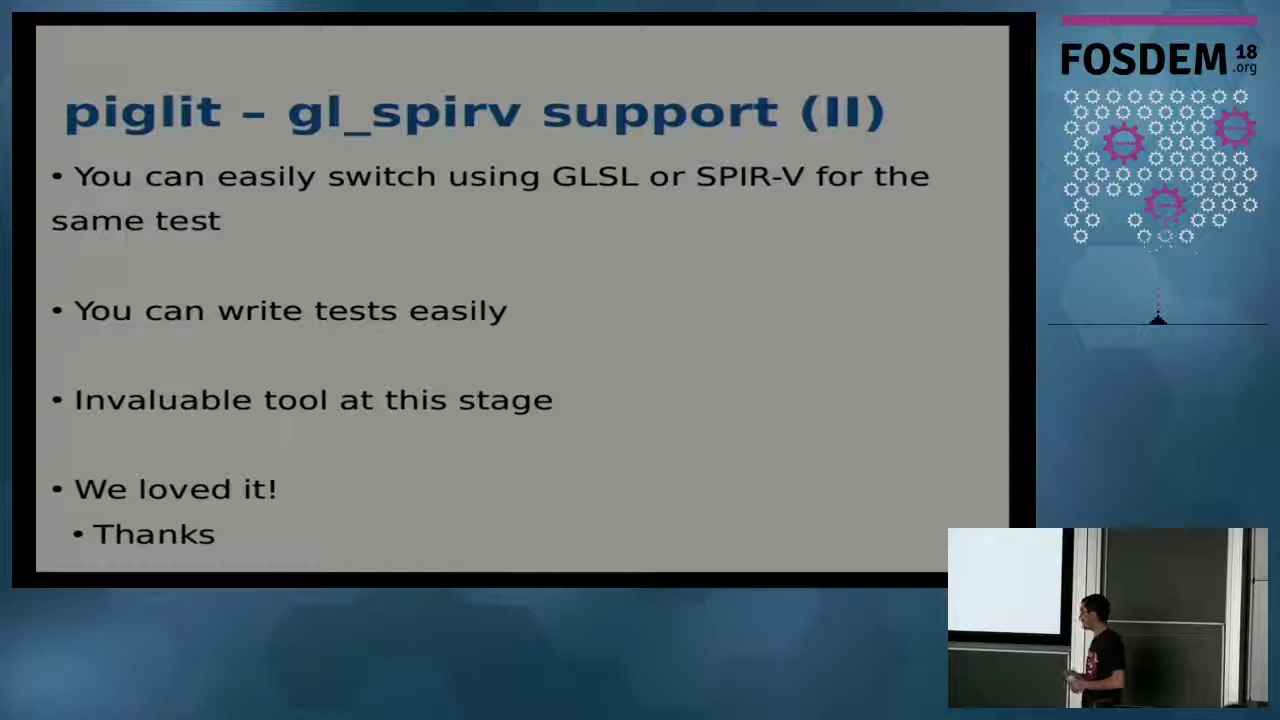 piglit – gl_spirv support (II)
• You can easily switch using GLSL or SPIR-V for the
same test
• You can write tests easily
• Invaluable tool at this stage
• We loved it!
• Thanks
FOSDEM 18
.org